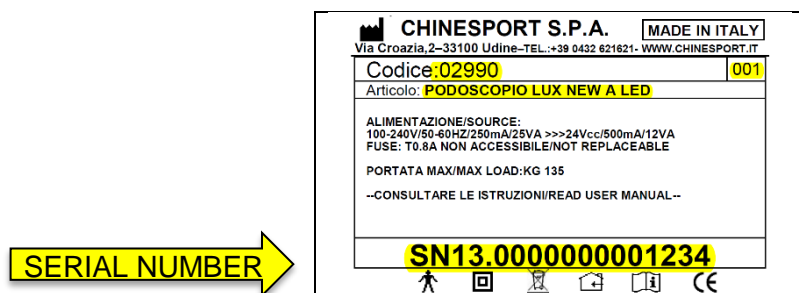 CHINESPORT S.P.A. MADE IN ITALY
Via Croazia,2–33100 Udine–TEL.:+39 0432 621621- WWW.CHINESPORT.IT
Codice:02990 001
Articolo: PODOSCOPIO LUX NEW A LED
ALIMENTAZIONE/SOURCE:
100-240V/50-60HZ/250mA/25VA >>>24Vcc/500mA/12VA
FUSE: T0.8A NON ACCESSIBILE/NOT REPLACEABLE
PORTATA MAX/MAX LOAD:KG 135
--CONSULTARE LE ISTRUZIONI/READ USER MANUAL--
SERIAL NUMBER
SN13.0000000001234
i CE